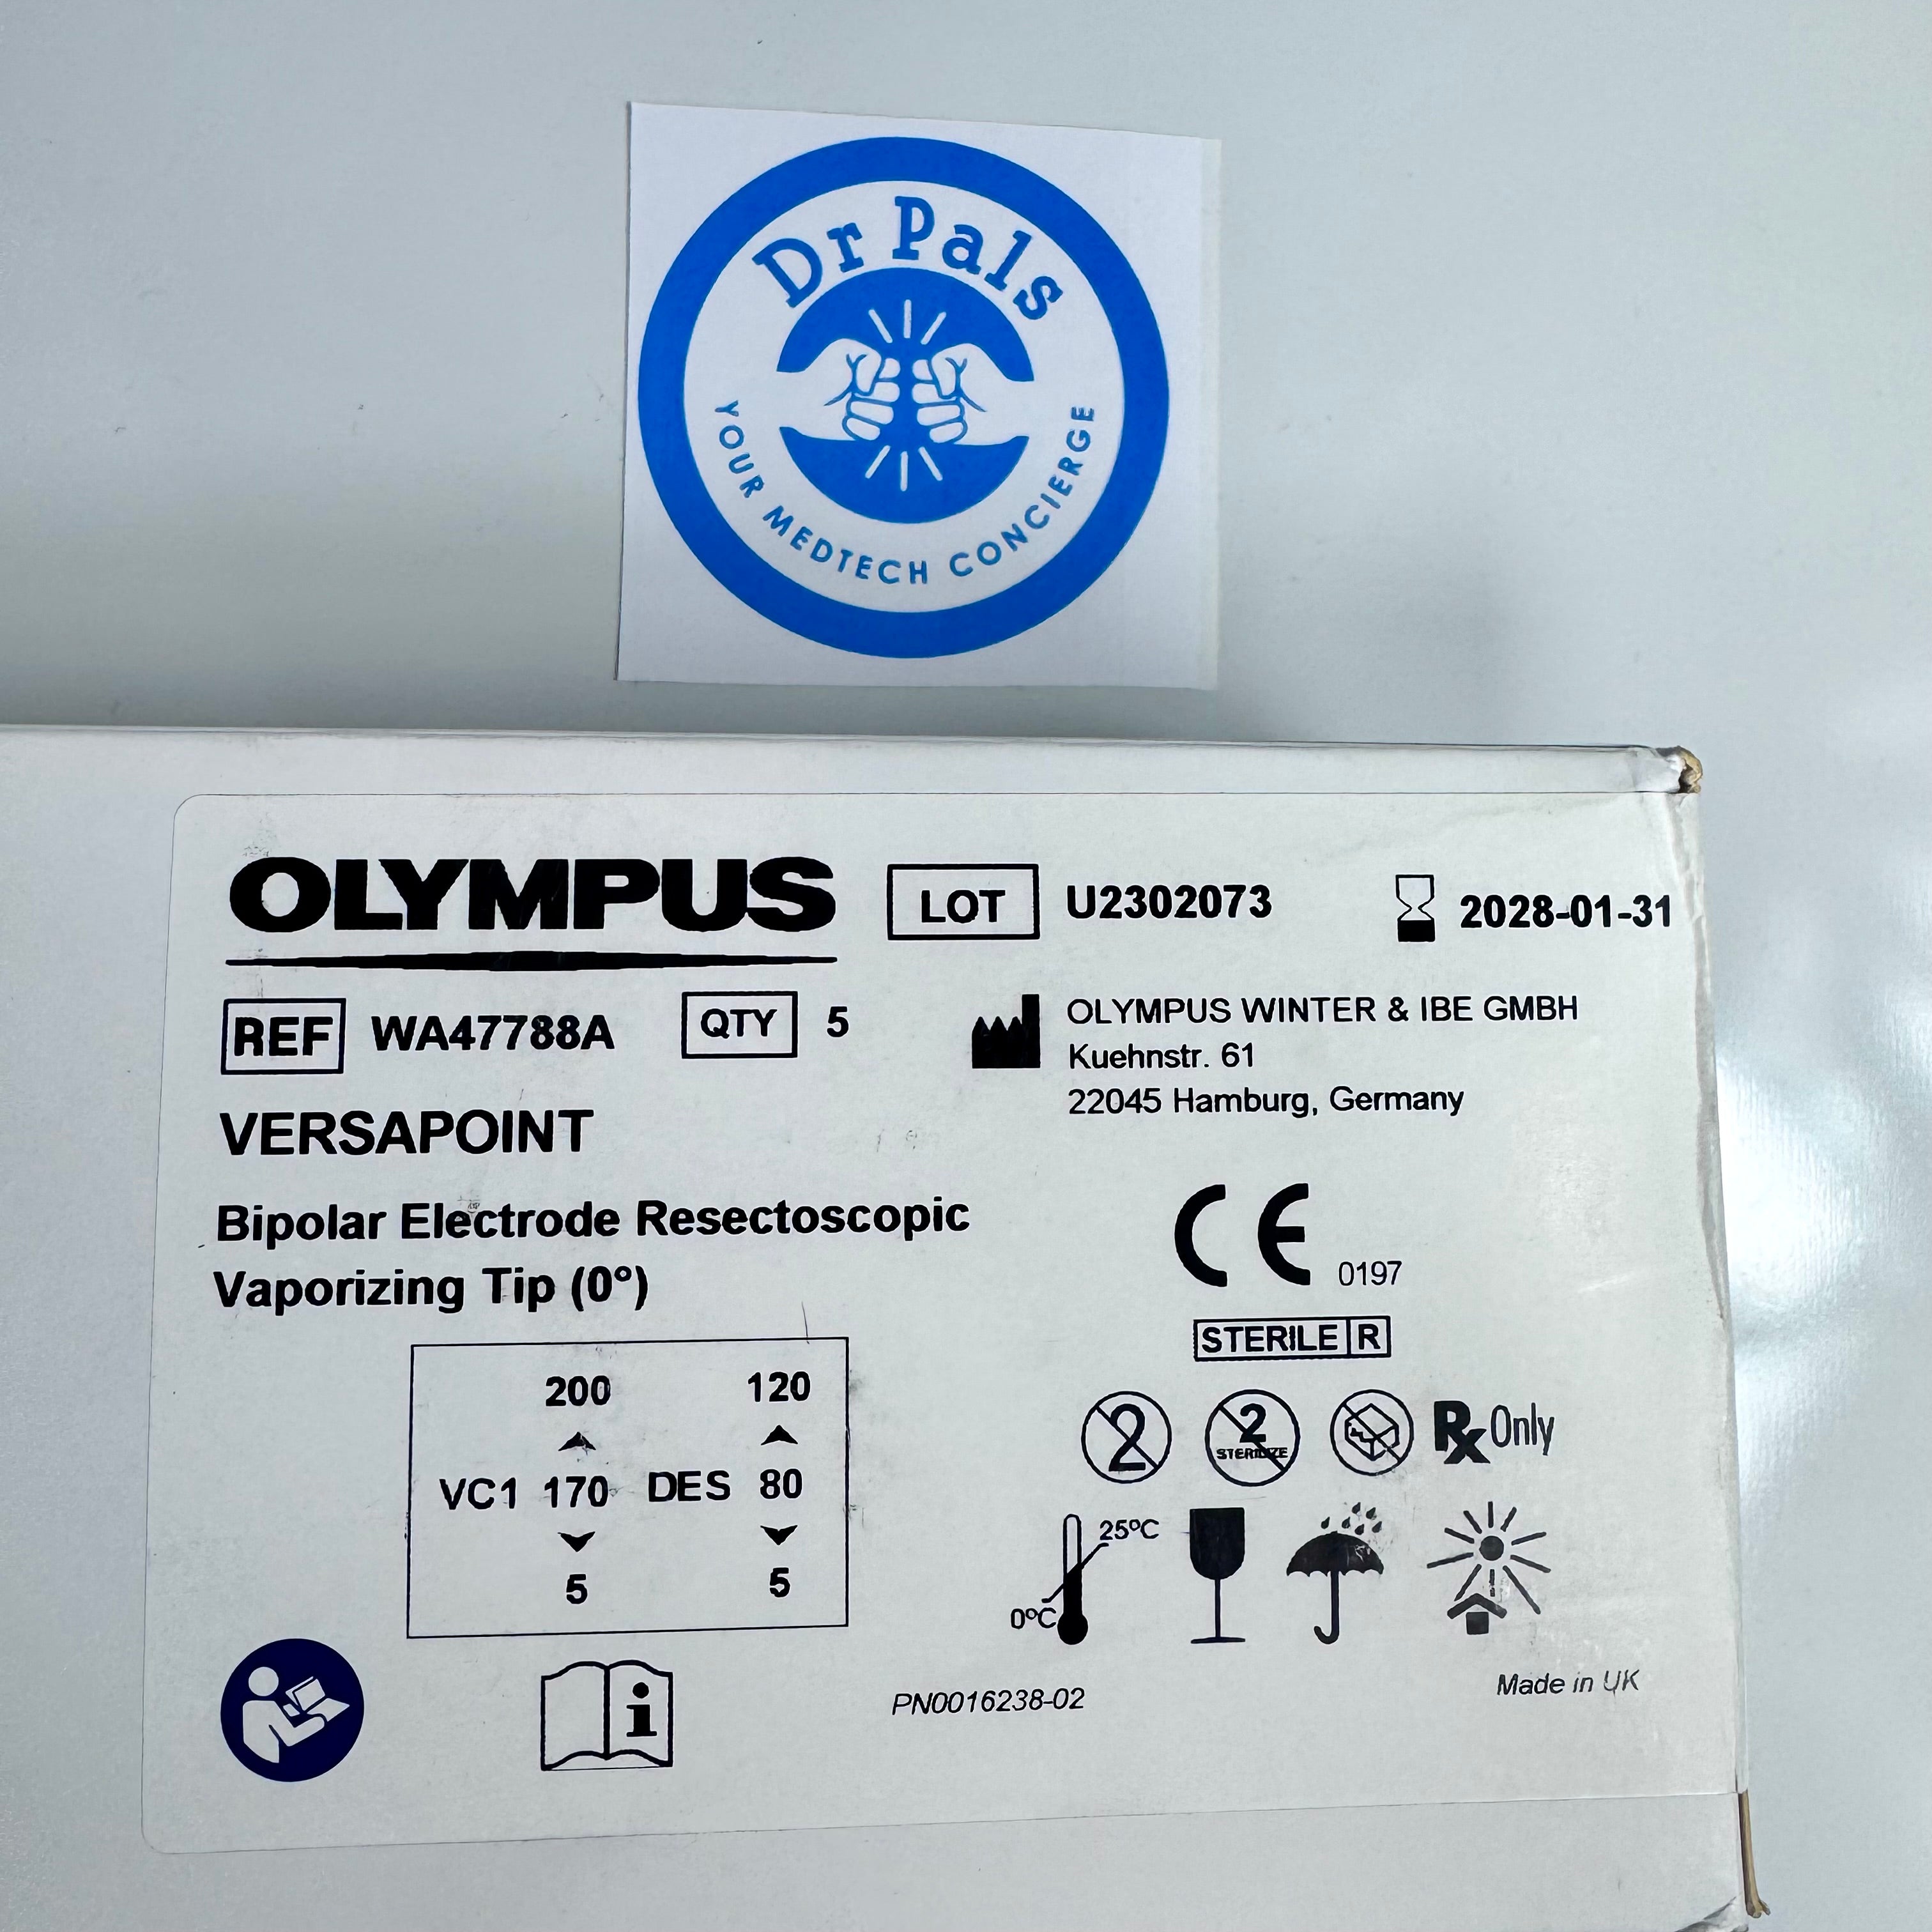 Dr Pals
YOUR MEDTECH CONCIERGE
OLYMPUS
LOT U2302073
2028-01-31
REF WA47788A QTY 5
OLYMPUS WINTER & IBE GMBH
Kuehnstr. 61
22045 Hamburg, Germany
VERSAPOINT
Bipolar Electrode Resectoscopic
Vaporizing Tip (0°)
CE 0197
STERILE R
200 120
VC1 170 DES 80
5 5
2
2 STERILIZE
Rx Only
25°C
0°C
i
PN0016238-02
Made in UK